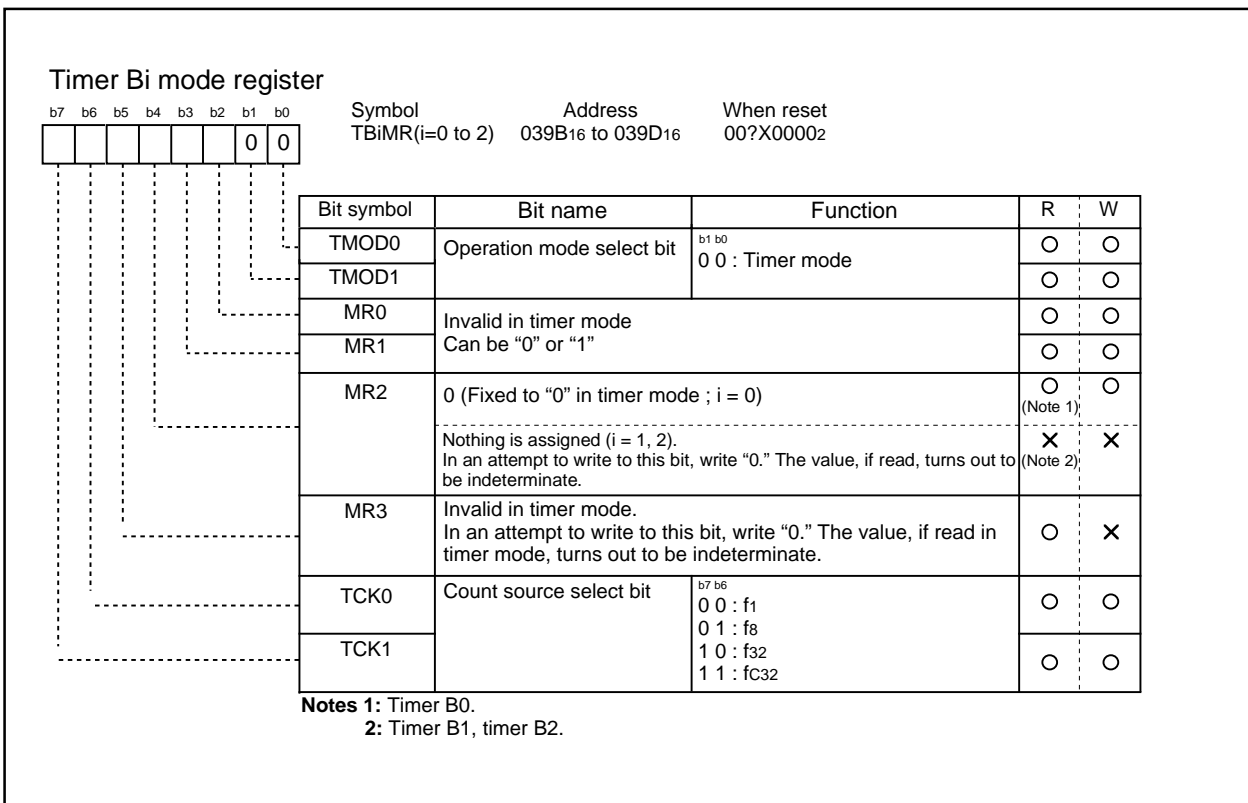 Timer Bi mode register
b7 b6 b5 b4 b3 b2 b1 b0
0 0
Symbol Address When reset
TBiMR(i=0 to 2) 039B16 to 039D16 00?X00002
Bit symbol Bit name Function R W
TMOD0 Operation mode select bit b1 b0
0 0 : Timer mode
TMOD1
MR0 Invalid in timer mode
Can be “0” or “1”
MR1
MR2 0 (Fixed to “0” in timer mode ; i = 0)
(Note 1)
Nothing is assigned (i = 1, 2).
In an attempt to write to this bit, write “0.” The value, if read, turns out to
be indeterminate.
(Note 2)
MR3 Invalid in timer mode.
In an attempt to write to this bit, write “0.” The value, if read in
timer mode, turns out to be indeterminate.
TCK0 Count source select bit b7 b6
0 0 : f1
0 1 : f8
TCK1
1 0 : f32
1 1 : fC32
Notes 1: Timer B0.
2: Timer B1, timer B2.